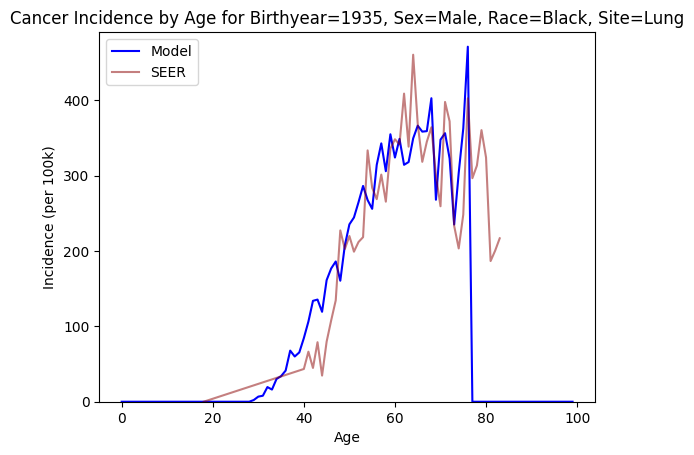 Cancer Incidence by Age for Birthyear=1935, Sex=Male, Race=Black, Site=Lung
Model
SEER
400
300
200
100
0
Incidence (per 100k)
0 20 40 60 80 100
Age